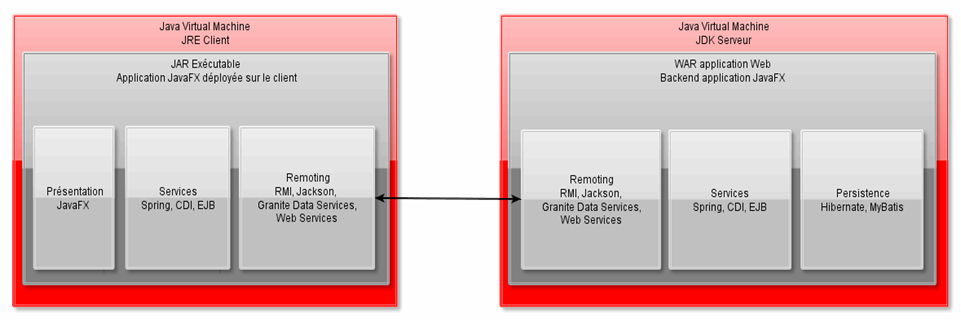 Java Virtual Machine
JRE Client
JAR Exécutable
Application JavaFX déployée sur le client
Présentation
JavaFX
Services
Spring, CDI, EJB
Remoting
RMI, Jackson,
Granite Data Services,
Web Services
Java Virtual Machine
JDK Serveur
WAR application Web
Backend application JavaFX
Remoting
RMI, Jackson,
Granite Data Services,
Web Services
Services
Spring, CDI, EJB
Persistence
Hibernate, MyBatis